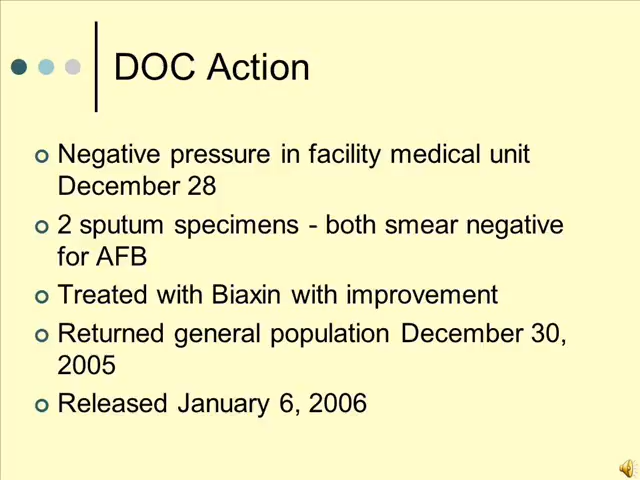 DOC Action
Negative pressure in facility medical unit
December 28
2 sputum specimens - both smear negative
for AFB
Treated with Biaxin with improvement
Returned general population December 30,
2005
Released January 6, 2006